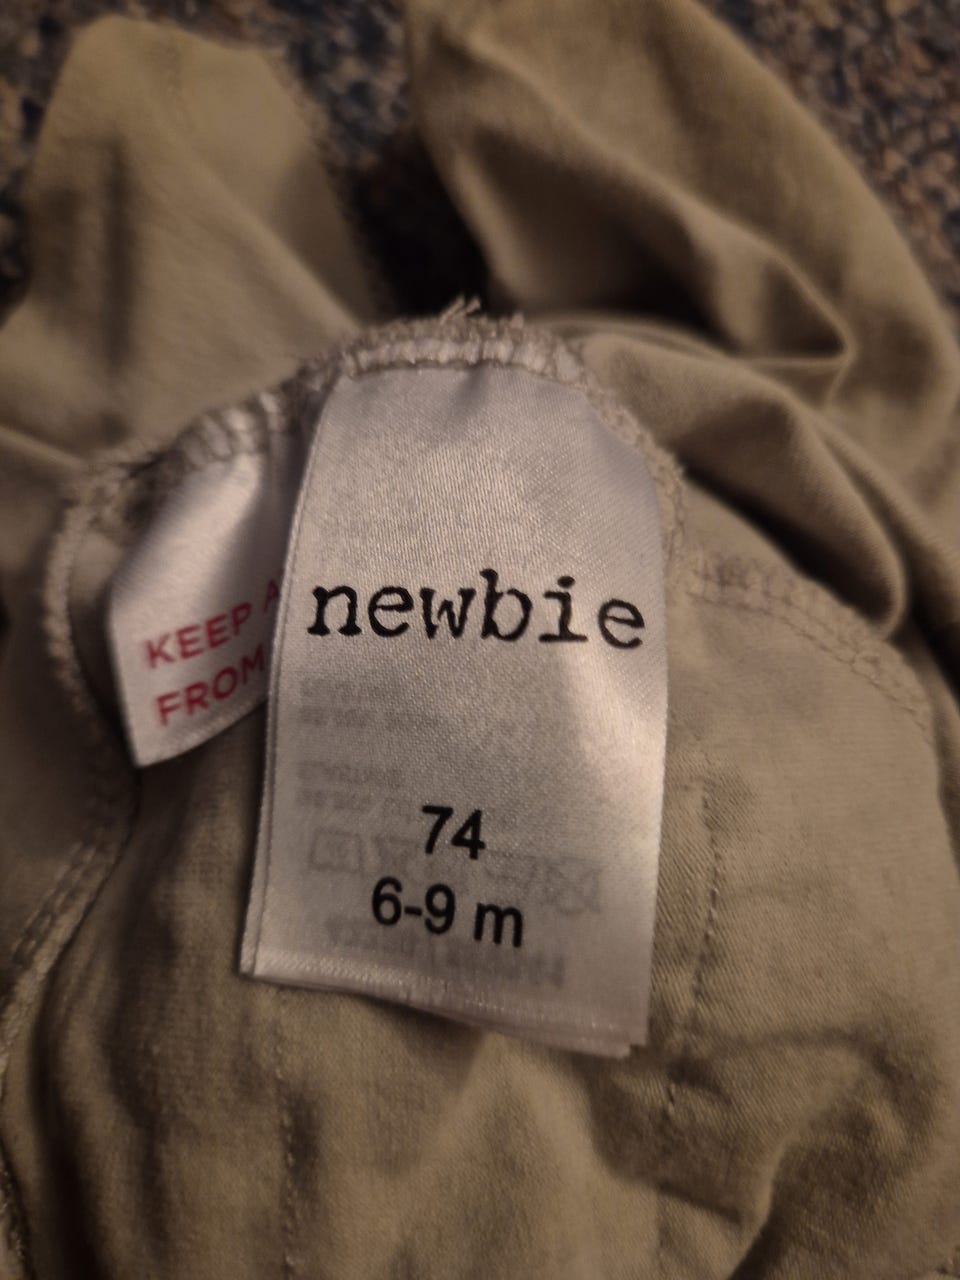 KEEP A
FROM
newbie
74
6-9 m